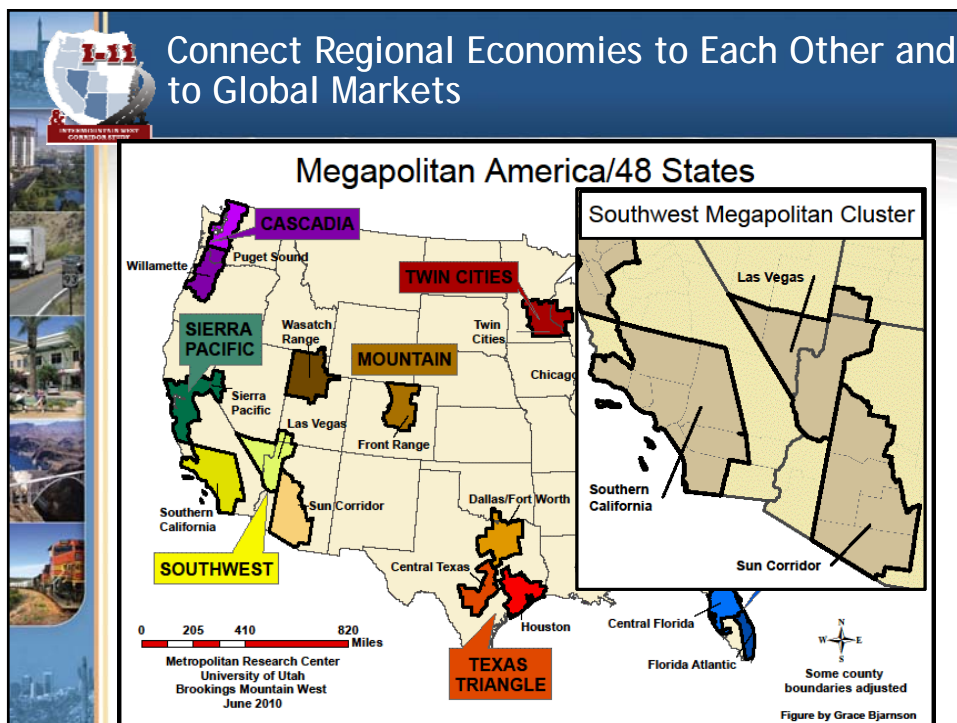 Connect Regional Economies to Each Other and
to Global Markets
I-11
&
INTERMOUNTAIN WEST
CORRIDOR STUDY
Megapolitan America/48 States
CASCADIA
Willamette
Puget Sound
TWIN CITIES
Twin
Cities
SIERRA
PACIFIC
Wasatch
Range
MOUNTAIN
Chicago
Sierra
Pacific
Las Vegas
Front Range
Southern
California
Sun Corridor
Dallas/Fort Worth
SOUTHWEST
Central Texas
Houston
TEXAS
TRIANGLE
Central Florida
Florida Atlantic
Southwest Megapolitan Cluster
Las Vegas
Southern
California
Sun Corridor
0 205 410 820
Miles
Metropolitan Research Center
University of Utah
Brookings Mountain West
June 2010
N
W E
S
Some county
boundaries adjusted
Figure by Grace Bjarnson